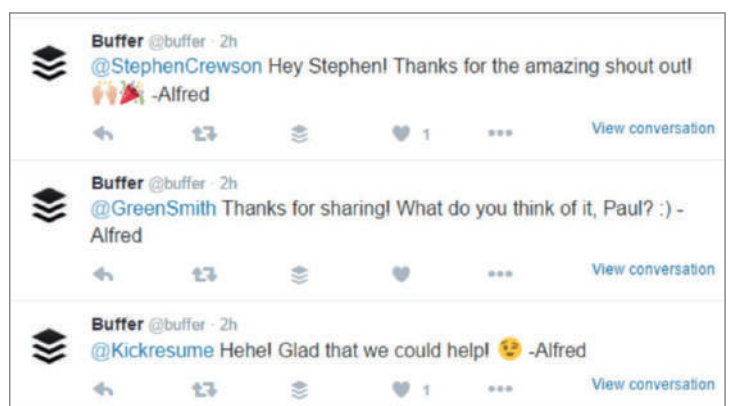 Buffer @buffer · 2h
@StephenCrewson Hey Stephen! Thanks for the amazing shout out!
🙌🏼🎉 -Alfred
1 View conversation
Buffer @buffer · 2h
@GreenSmith Thanks for sharing! What do you think of it, Paul? :) -
Alfred
View conversation
Buffer @buffer · 2h
@Kickresume Hehe! Glad that we could help! 😉 -Alfred
1 View conversation